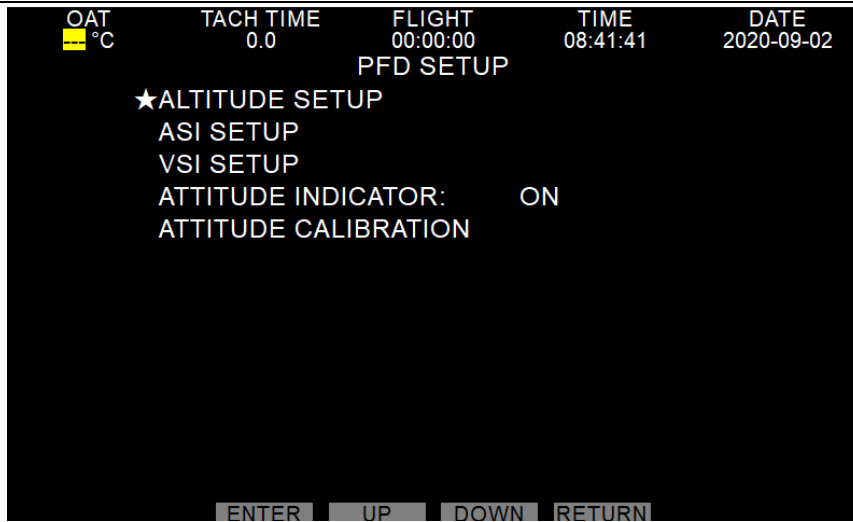 OAT TACH TIME FLIGHT TIME DATE
--- °C 0.0 00:00:00 08:41:41 2020-09-02
PFD SETUP
★ALTITUDE SETUP
ASI SETUP
VSI SETUP
ATTITUDE INDICATOR: ON
ATTITUDE CALIBRATION
ENTER UP DOWN RETURN